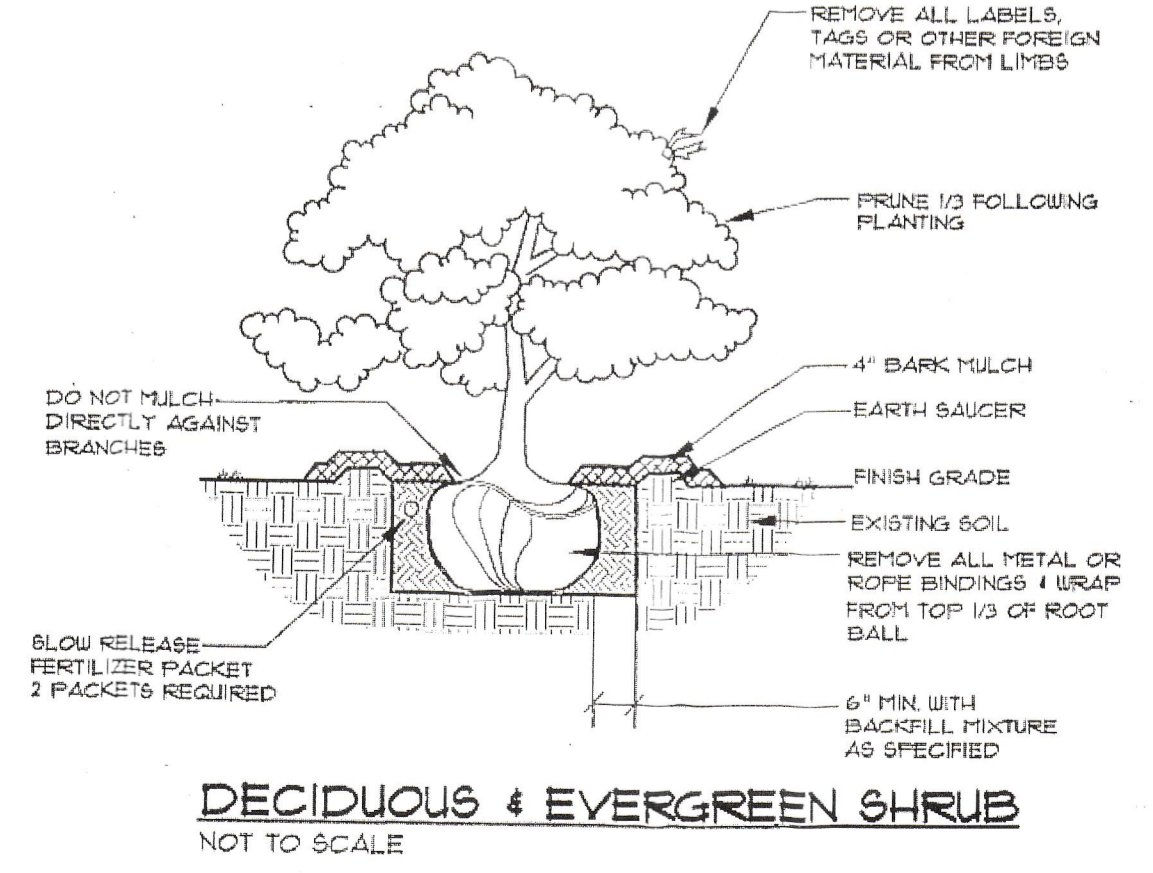 REMOVE ALL LABELS,
TAGS OR OTHER FOREIGN
MATERIAL FROM LIMBS
PRUNE 1/3 FOLLOWING
PLANTING
4" BARK MULCH
EARTH SAUCER
FINISH GRADE
EXISTING SOIL
REMOVE ALL METAL OR
ROPE BINDINGS & WRAP
FROM TOP 1/3 OF ROOT
BALL
6" MIN. WITH
BACKFILL MIXTURE
AS SPECIFIED
DO NOT MULCH
DIRECTLY AGAINST
BRANCHES
SLOW RELEASE
FERTILIZER PACKET
2 PACKETS REQUIRED
DECIDUOUS & EVERGREEN SHRUB
NOT TO SCALE